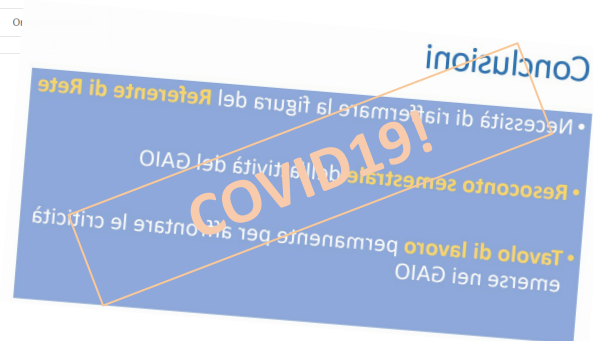 Conclusioni
• Necessità di riaffermare la figura del Referente di Rete
• Resoconto semestrale dell'attività del GAIO
• Tavolo di lavoro permanente per affrontare le criticità
emerse nei GAIO
COVID19!